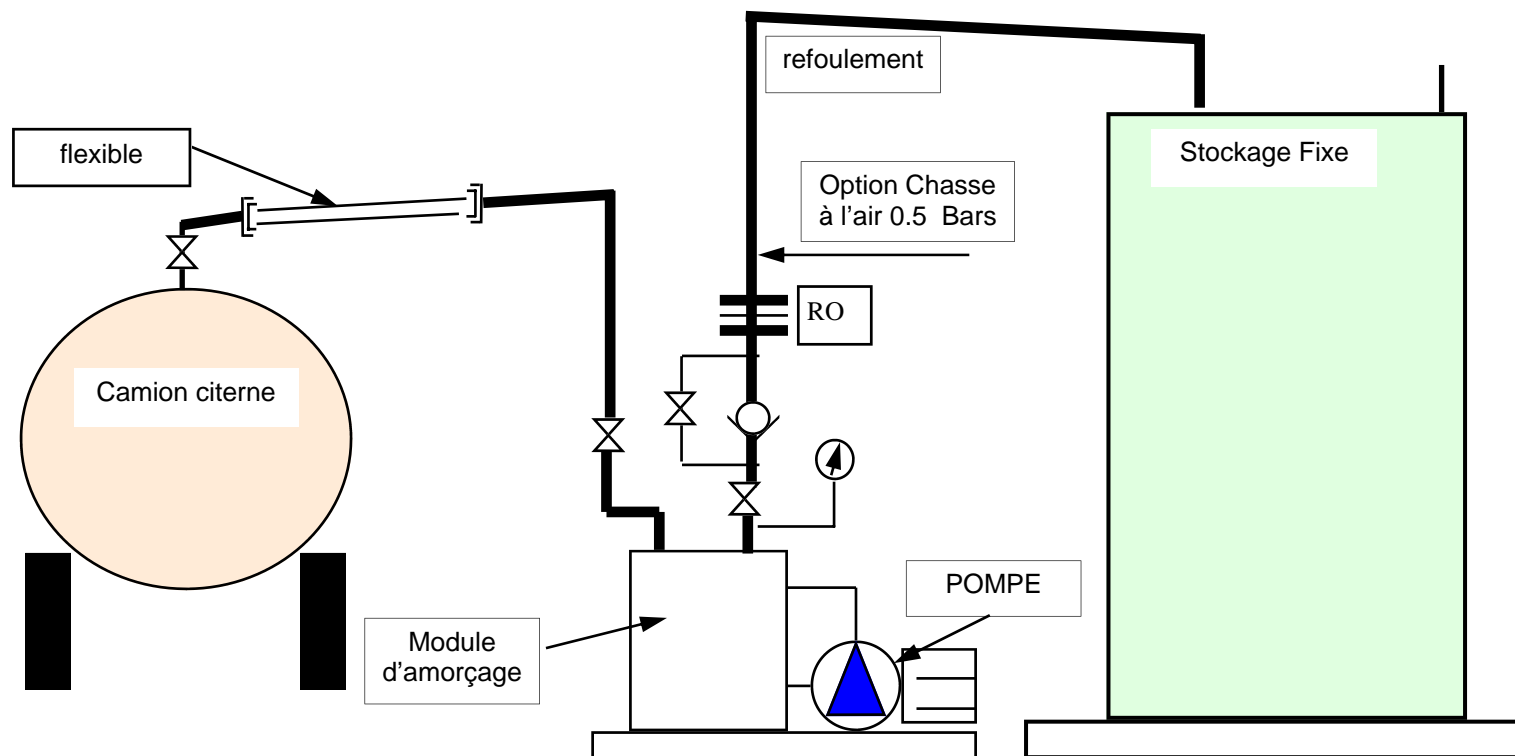 refoulement
flexible
Stockage Fixe
Option Chasse
à l'air 0.5 Bars
RO
Camion citerne
POMPE
Module
d'amorçage